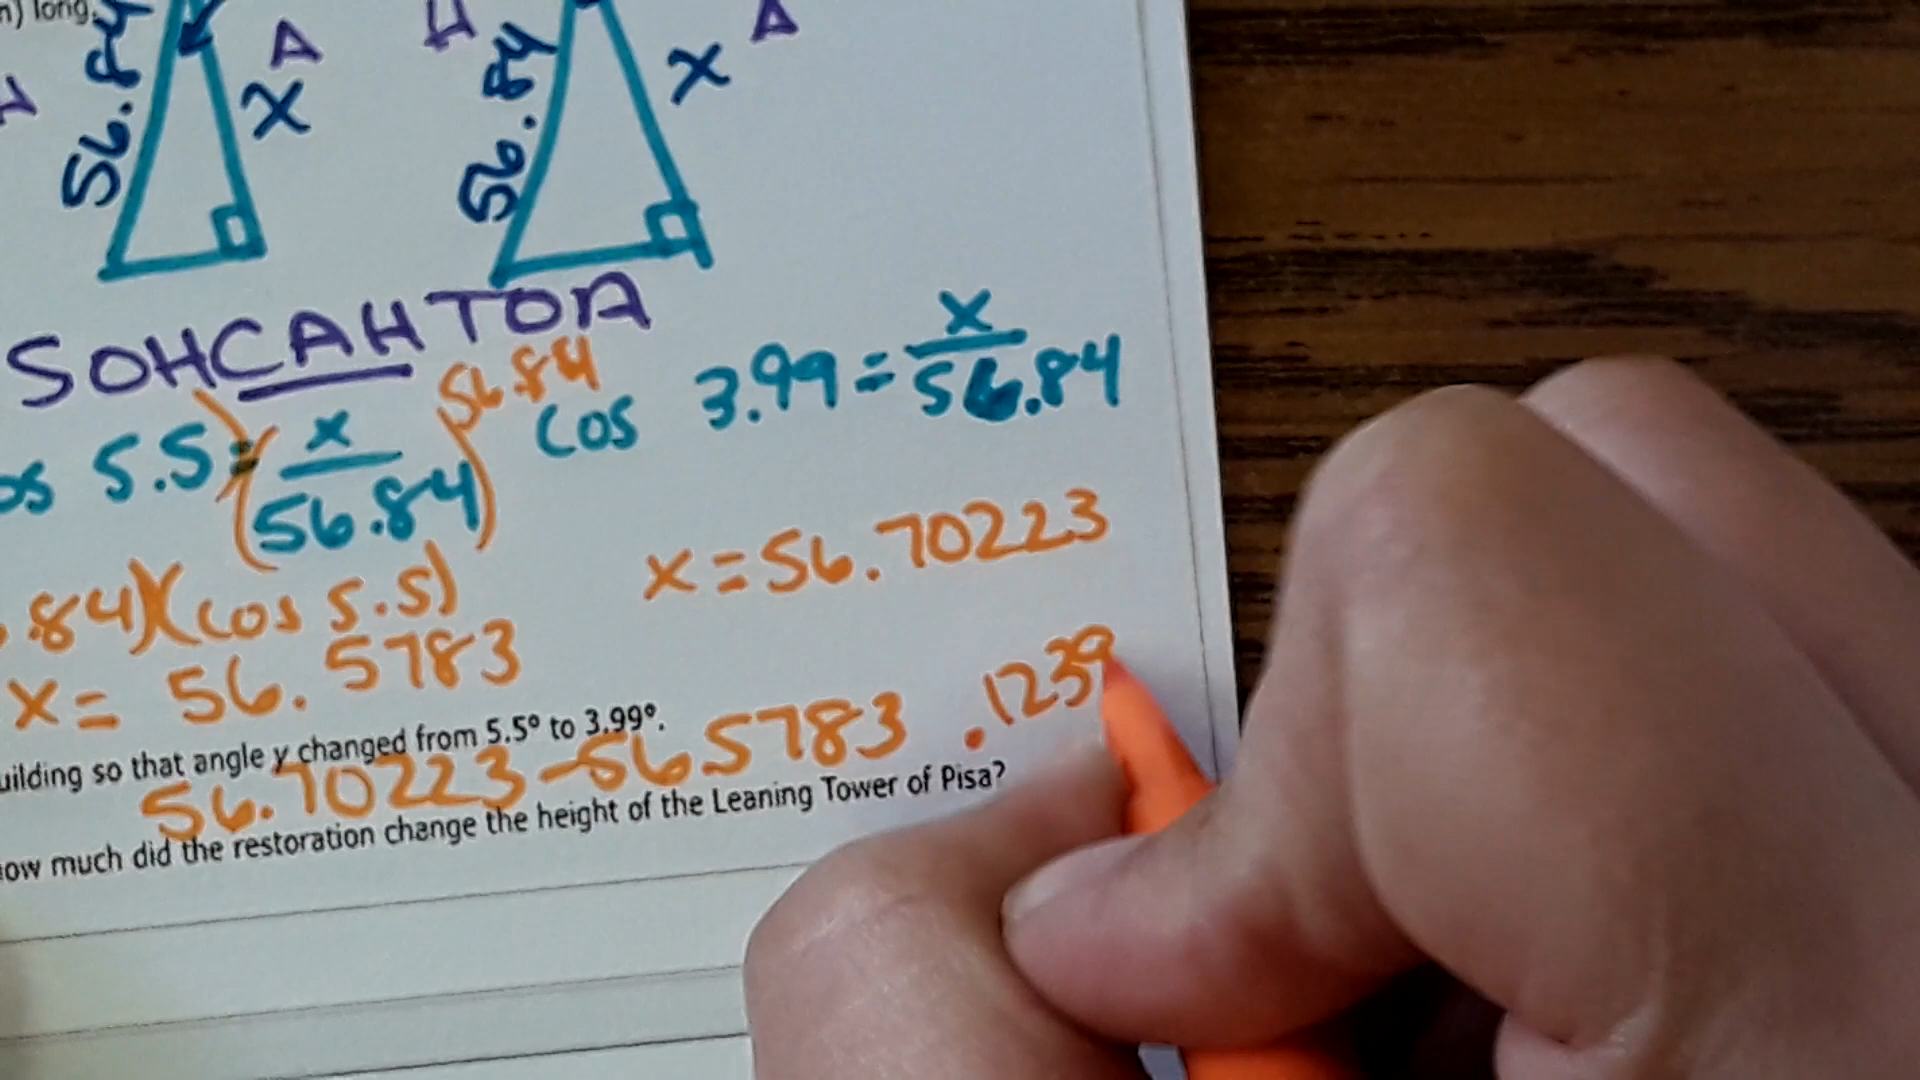 long.
A H A
56.84 X 56.84 X
SOHCAHTOA
56.84
cos 3.99 = x/56.84
5.5 = (x/56.84)
x = 56.70223
.84)(cos 5.5)
x = 56.5783
.1239
uilding so that angle y changed from 5.5° to 3.99°.
56.70223 - 56.5783
how much did the restoration change the height of the Leaning Tower of Pisa?